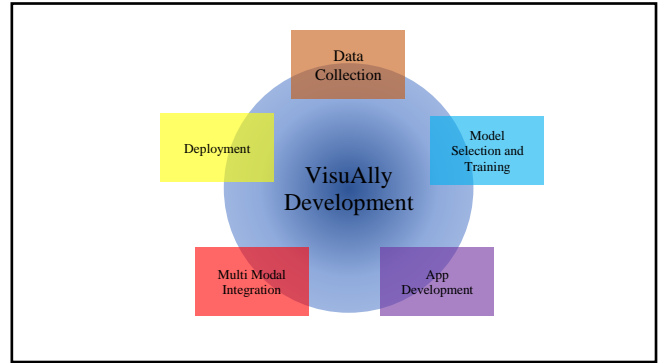 Data
Collection
Deployment
Model
Selection and
Training
VisuAlly
Development
Multi Modal
Integration
App
Development